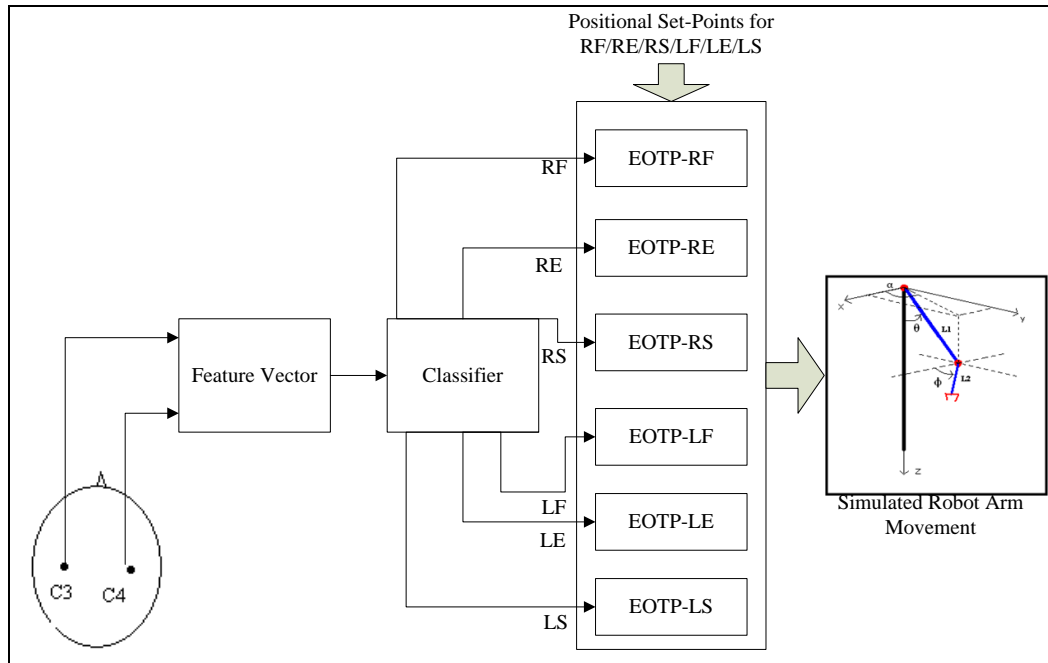 Positional Set-Points for
RF/RE/RS/LF/LE/LS
EOTP-RF
RF
EOTP-RE
RE
EOTP-RS
RS
Feature Vector
Classifier
EOTP-LF
LF
EOTP-LE
LE
EOTP-LS
LS
C3
C4
X
α
y
θ
L1
ϕ
L2
Z
Simulated Robot Arm
Movement